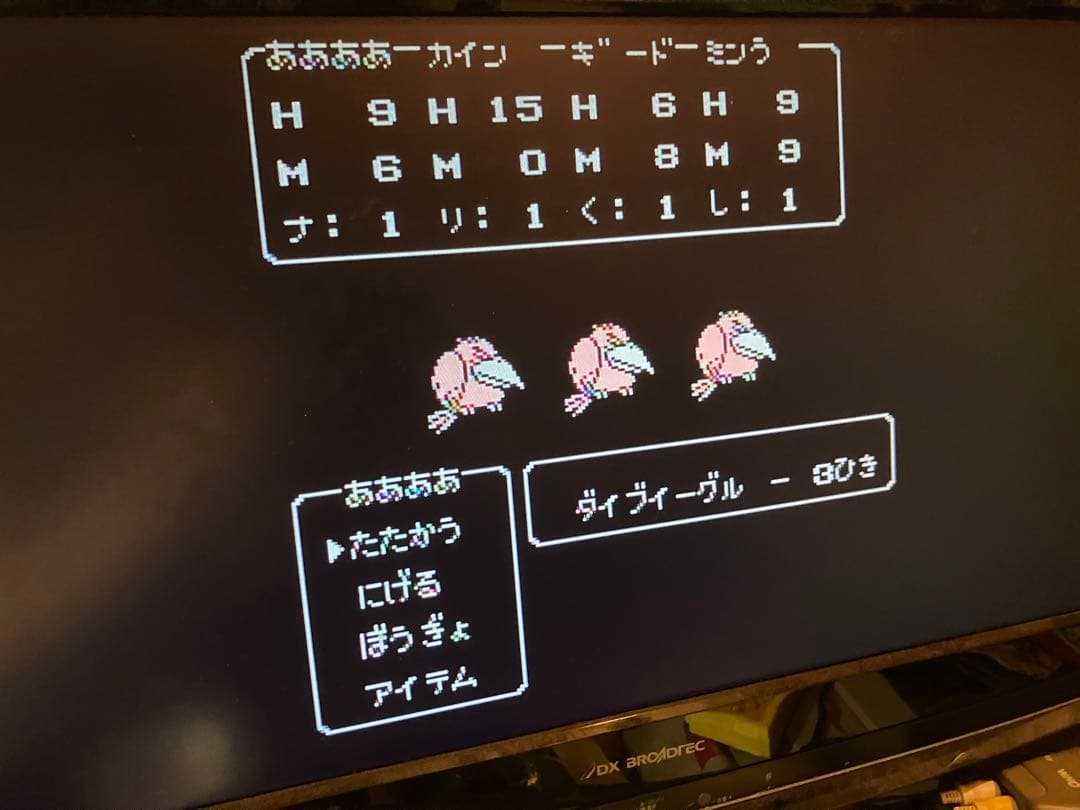 ああああーカイン ーギードーミンう
H 9 H 15 H 6 H 9
M 6 M 0 M 8 M 9
ナ: 1 リ: 1 く: 1 し: 1
ああああ
▶たたかう
にげる
ぼうぎょ
アイテム
ダイブイーグル - 3ひき
DX BROADTEC